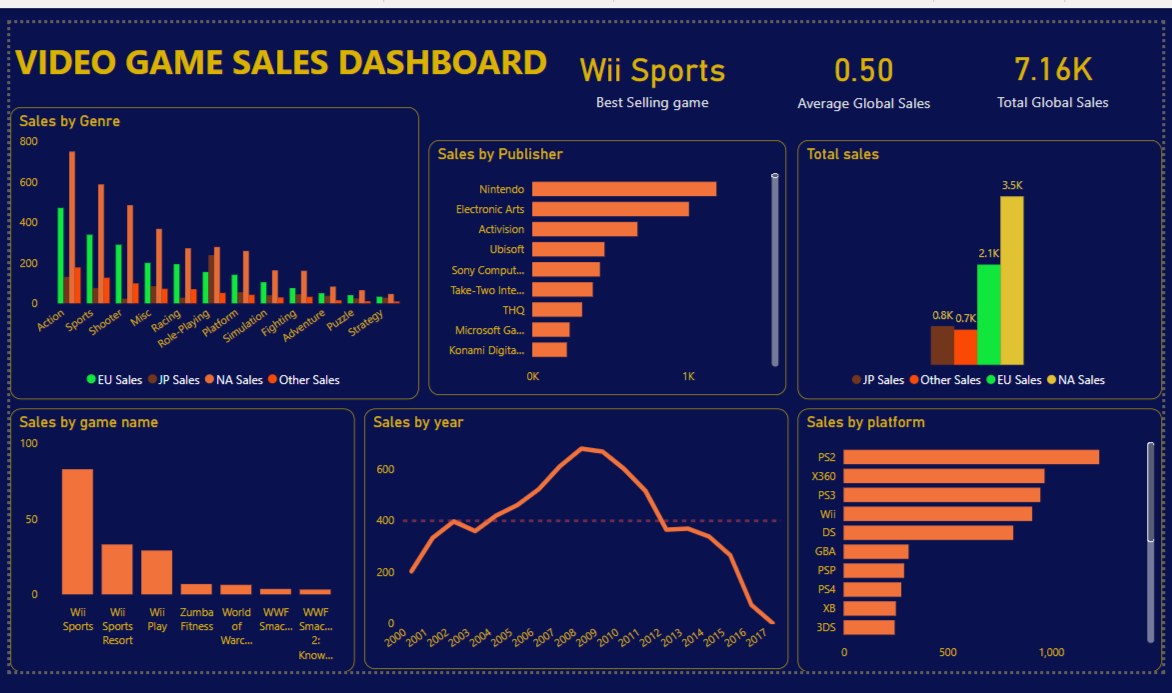 VIDEO GAME SALES DASHBOARD
Wii Sports
Best Selling game
0.50
Average Global Sales
7.16K
Total Global Sales
Sales by Genre
800
600
400
200
0
Action
Sports
Shooter
Misc
Racing
Role-Playing
Platform
Simulation
Fighting
Adventure
Puzzle
Strategy
EU Sales JP Sales NA Sales Other Sales
Sales by Publisher
Nintendo
Electronic Arts
Activision
Ubisoft
Sony Comput...
Take-Two Inte...
THQ
Microsoft Ga...
Konami Digita...
0K 1K
Total sales
0.8K
0.7K
2.1K
3.5K
JP Sales Other Sales EU Sales NA Sales
Sales by game name
100
50
0
Wii
Sports
Wii
Sports
Resort
Wii
Play
Zumba
Fitness
World
of
Warc...
WWF
Smac...
WWF
Smac...
2:
Know...
Sales by year
600
400
200
0
2000
2001
2002
2003
2004
2005
2006
2007
2008
2009
2010
2011
2012
2013
2014
2015
2016
2017
Sales by platform
PS2
X360
PS3
Wii
DS
GBA
PSP
PS4
XB
3DS
0 500 1,000